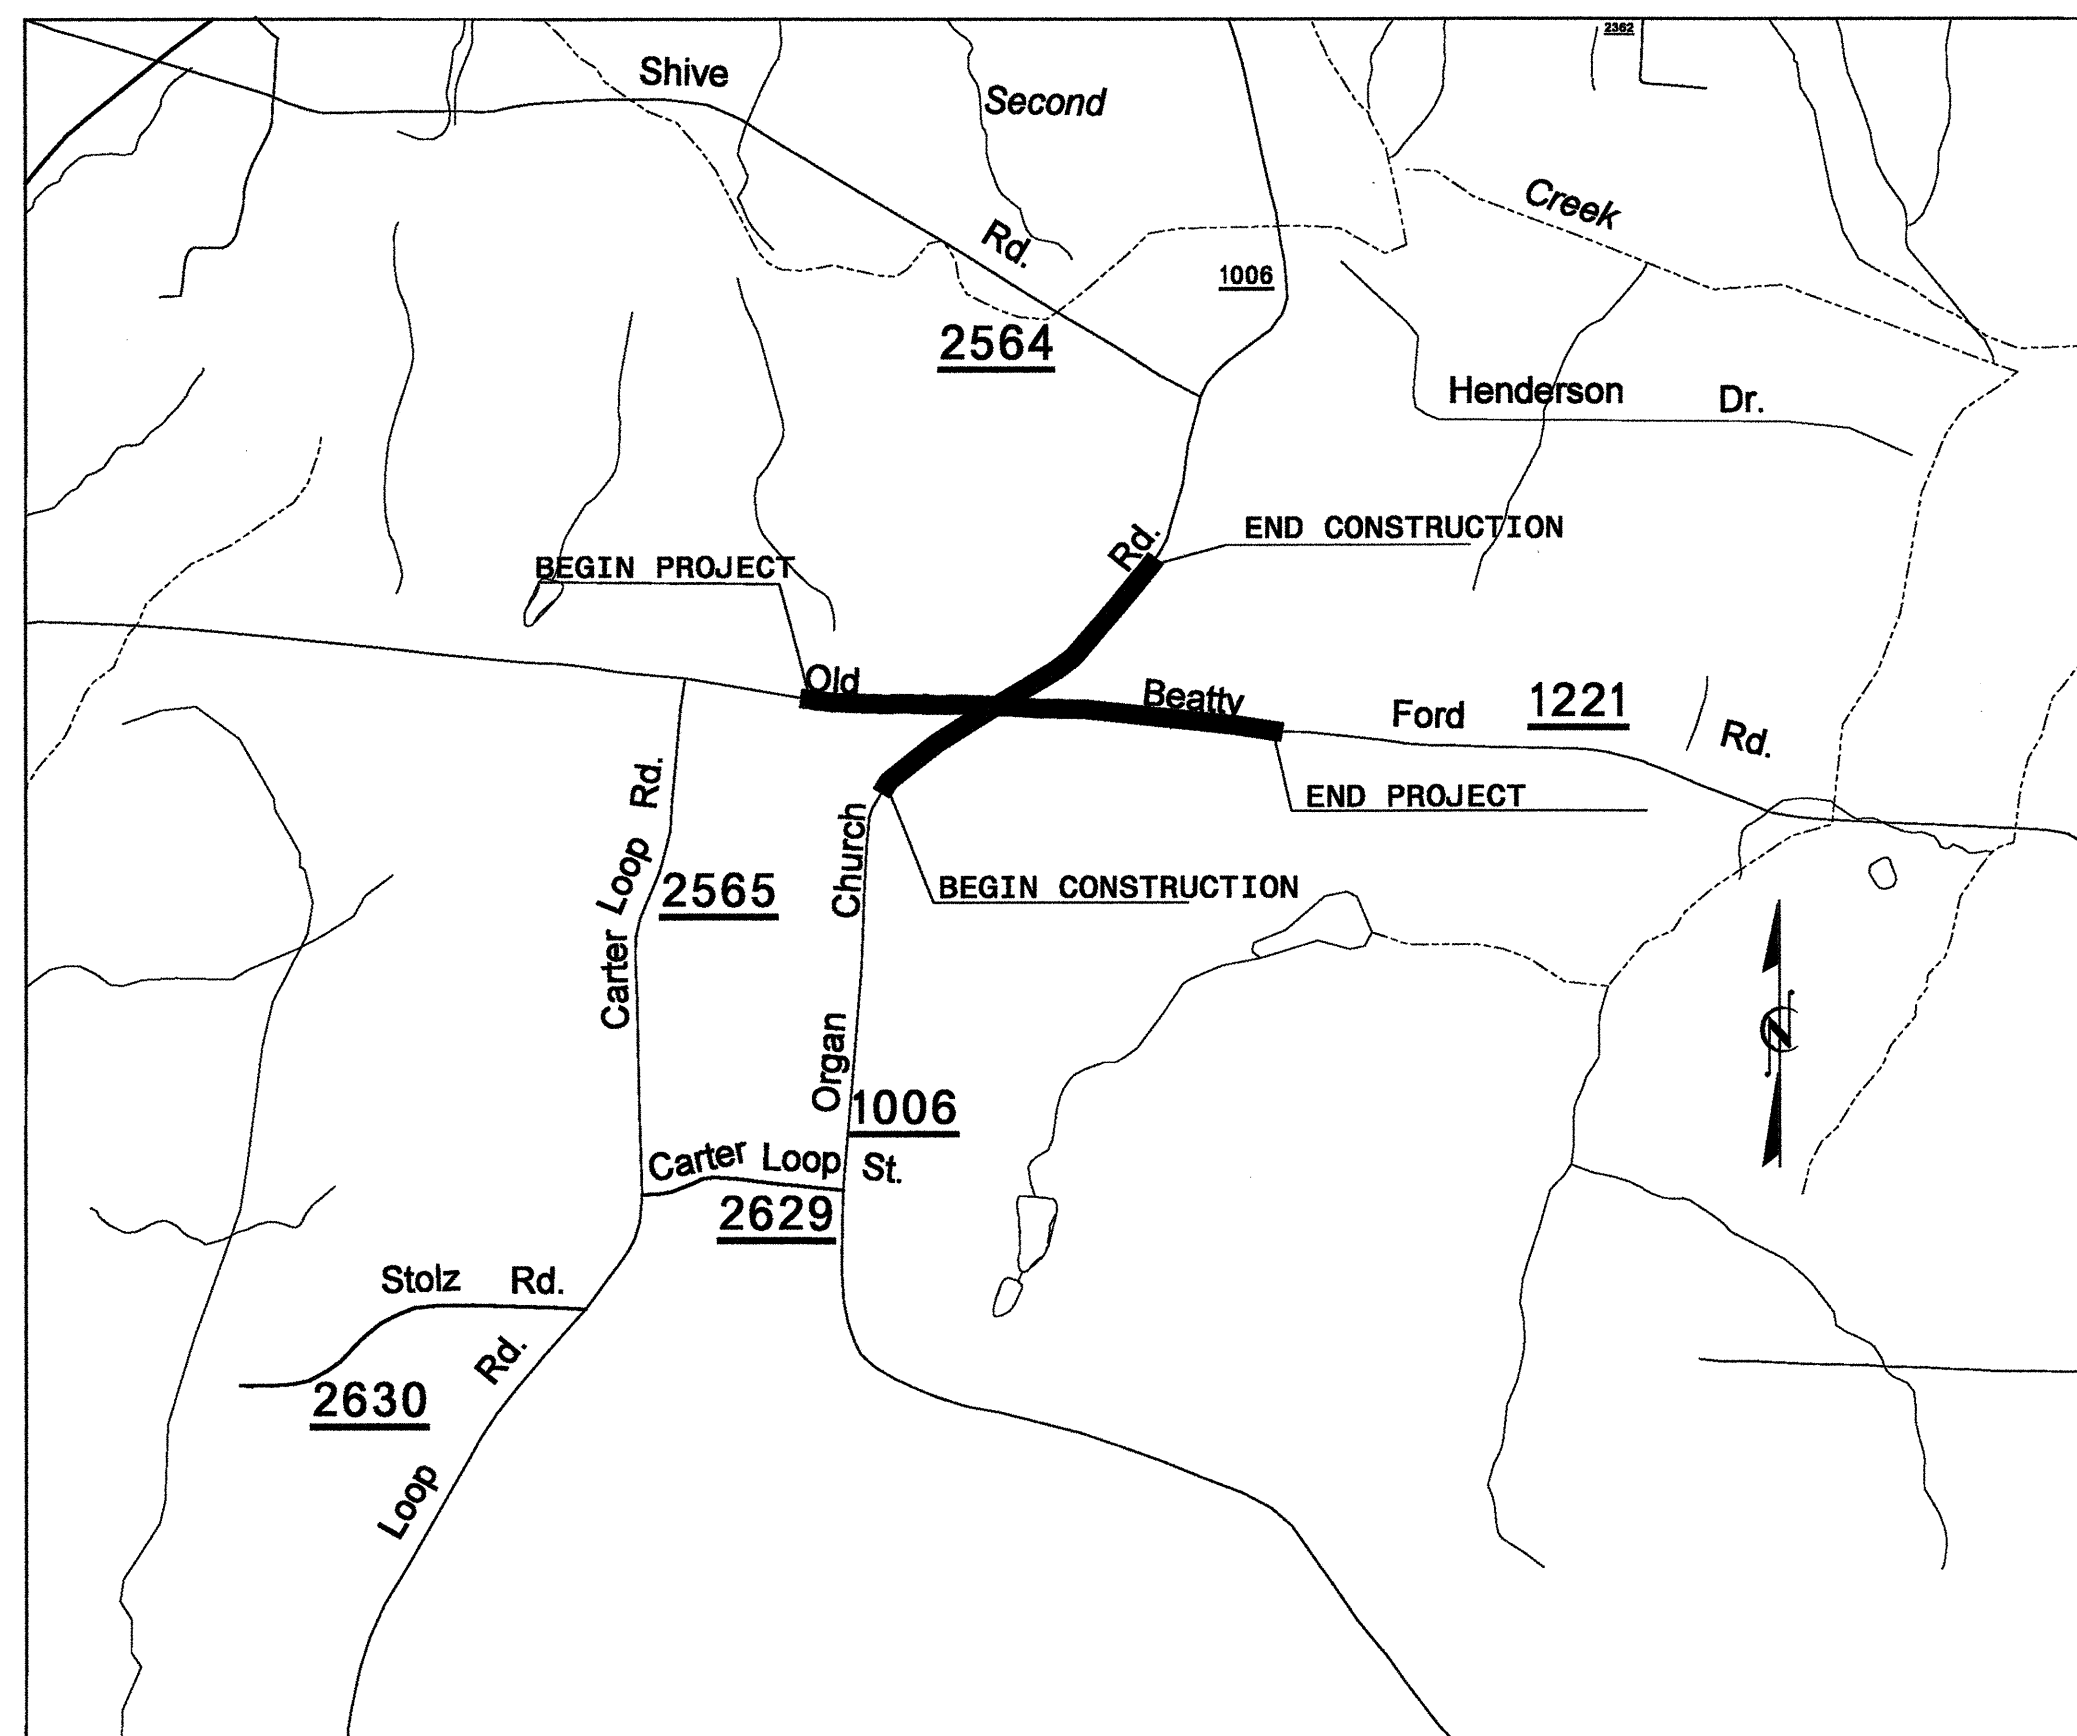 2362
Shive
Second
Creek
Rd.
1006
2564
Henderson Dr.
END CONSTRUCTION
Rd.
BEGIN PROJECT
Old Beatty Ford 1221 Rd.
END PROJECT
Carter Loop Rd.
2565
Church
BEGIN CONSTRUCTION
N
Organ
1006
Carter Loop St.
2629
Stolz Rd.
Rd.
2630
Loop